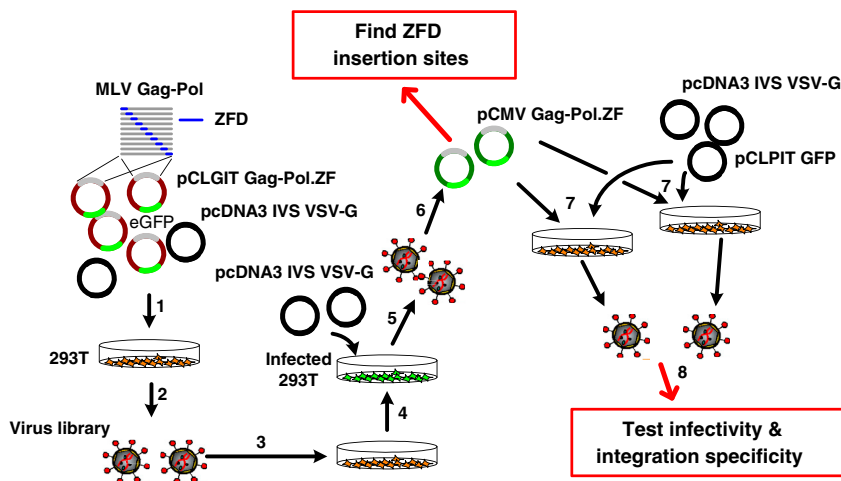 Find ZFD
insertion sites
MLV Gag-Pol
ZFD
pCLGIT Gag-Pol.ZF
eGFP
pcDNA3 IVS VSV-G
1
293T
2
Virus library
3
4
Infected
293T
pcDNA3 IVS VSV-G
5
6
pCMV Gag-Pol.ZF
pcDNA3 IVS VSV-G
pCLPIT GFP
7
7
8
Test infectivity &
integration specificity